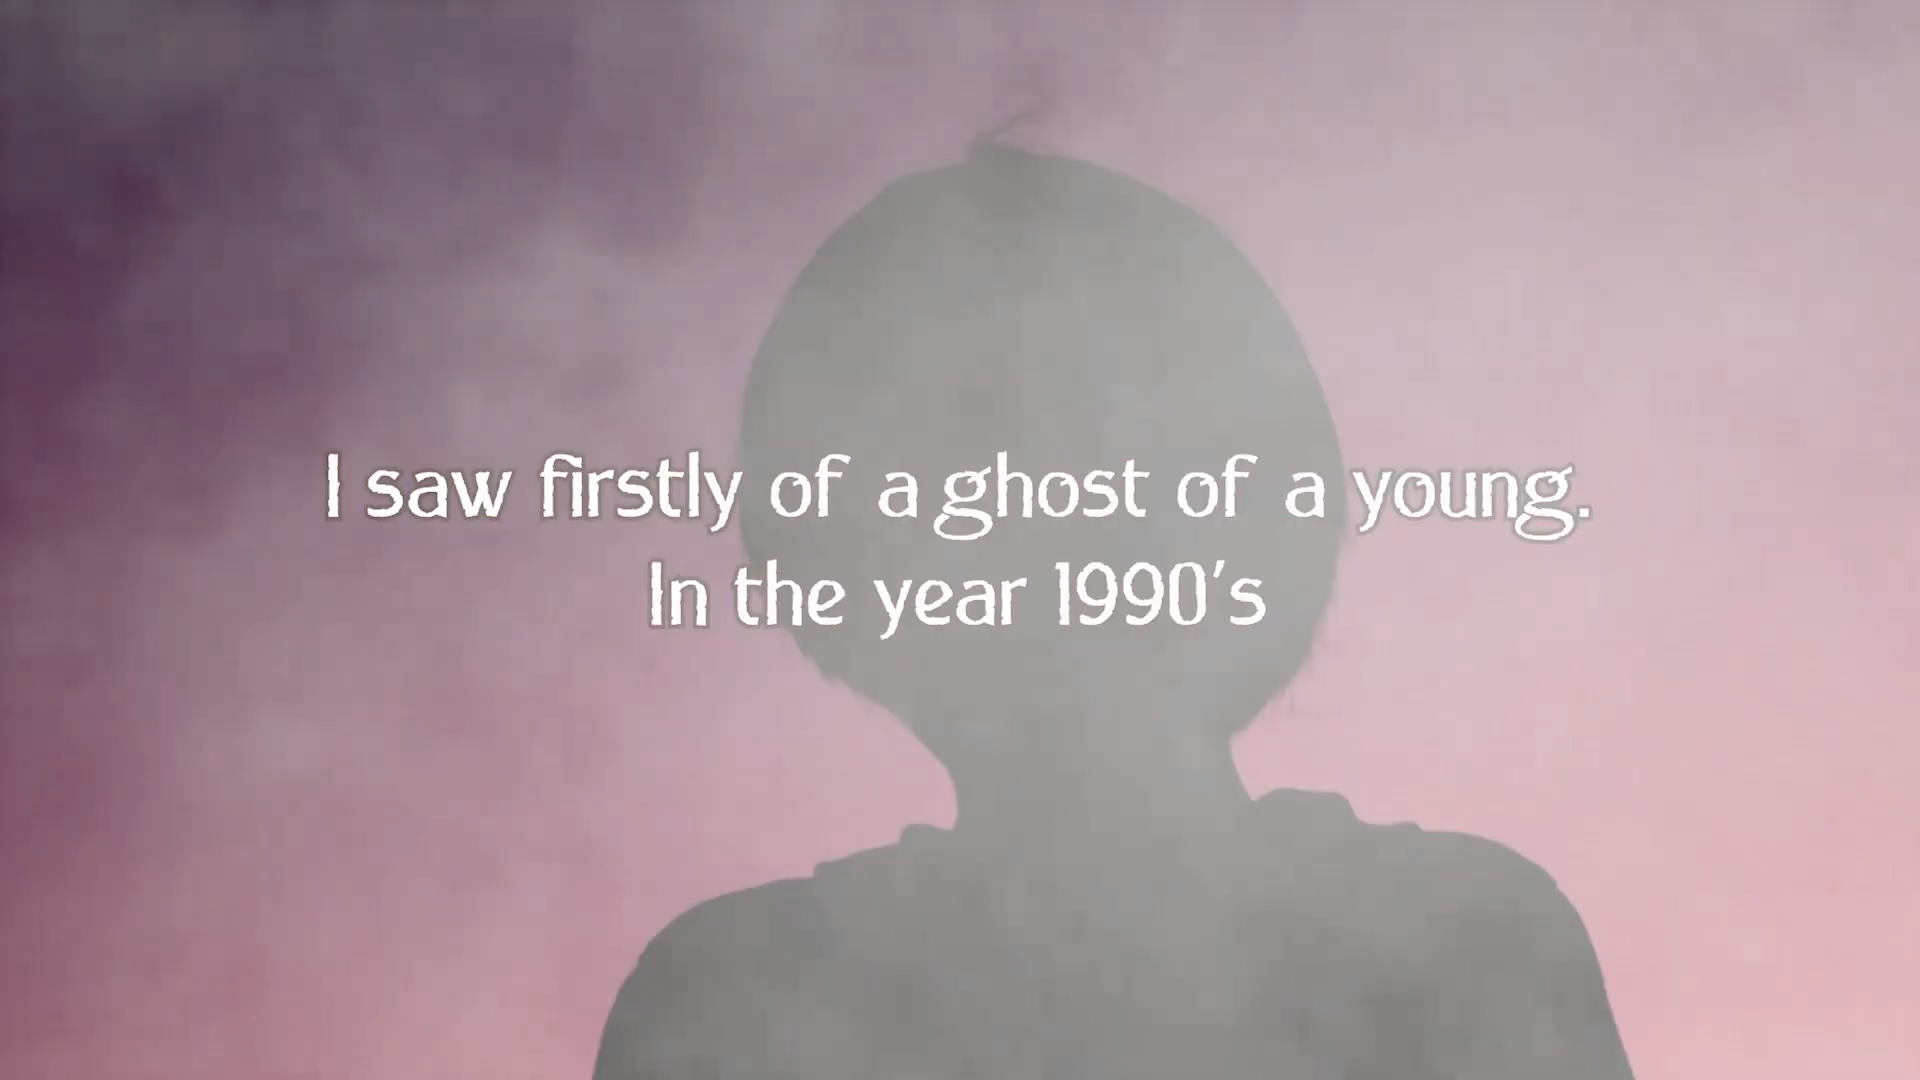 I saw firstly of a ghost of a young.
In the year 1990's